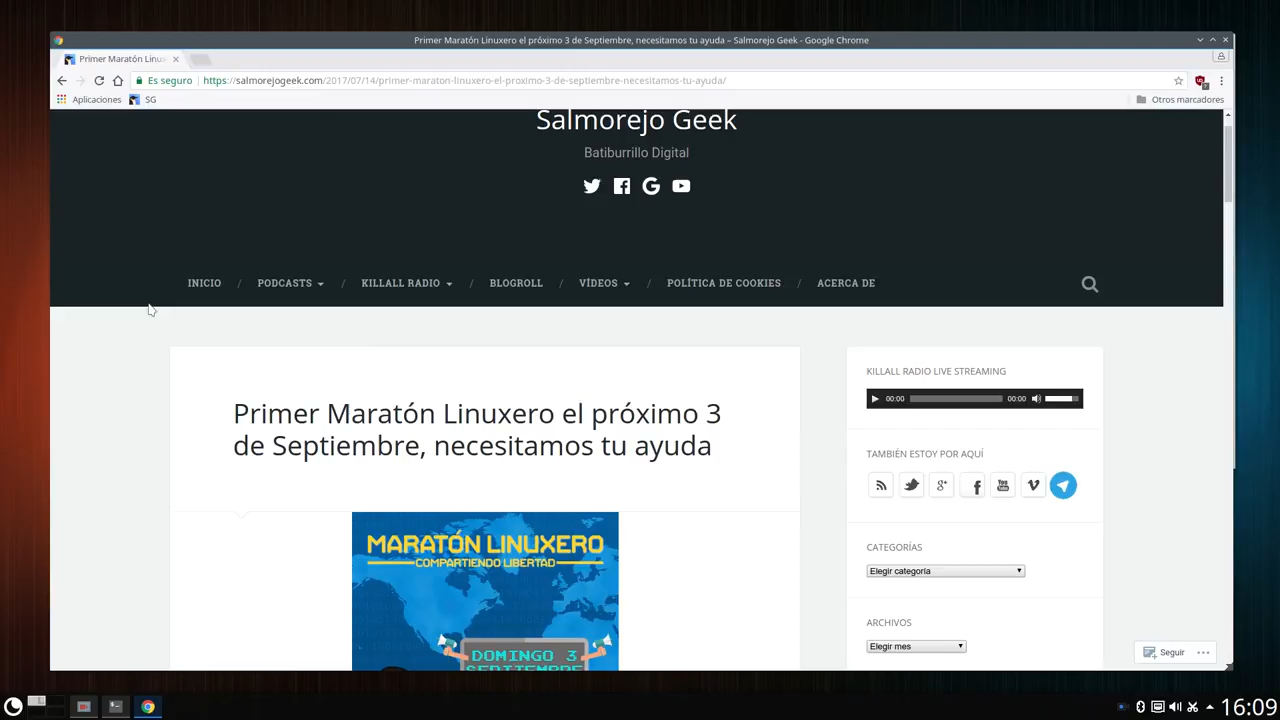 Primer Maratón Linuxero el próximo 3 de Septiembre, necesitamos tu ayuda – Salmorejo Geek - Google Chrome
Primer Maratón Linux
Es seguro https://salmorejogeek.com/2017/07/14/primer-maraton-linuxero-el-proximo-3-de-septiembre-necesitamos-tu-ayuda/
Aplicaciones SG Otros marcadores
Salmorejo Geek
Batiburrillo Digital
INICIO / PODCASTS / KILLALL RADIO / BLOGROLL / VÍDEOS / POLÍTICA DE COOKIES / ACERCA DE
Primer Maratón Linuxero el próximo 3
de Septiembre, necesitamos tu ayuda
MARATÓN LINUXERO
COMPARTIENDO LIBERTAD
DOMINGO 3
SEPTIEMBRE
KILLALL RADIO LIVE STREAMING
00:00 00:00
TAMBIÉN ESTOY POR AQUÍ
CATEGORÍAS
Elegir categoría
ARCHIVOS
Elegir mes
Seguir
16:09